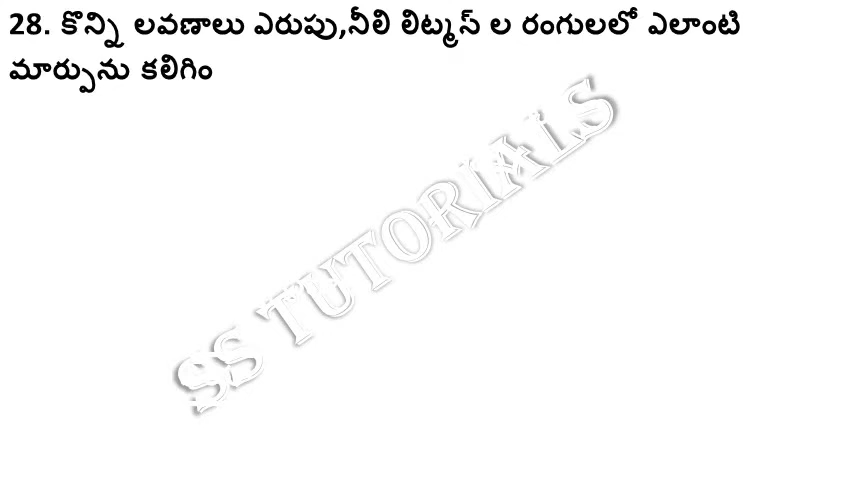 28. కొన్ని లవణాలు ఎరుపు,నీలి లిట్మస్ ల రంగులలో ఎలాంటి
మార్పును కలిగిం
SS TUTORIALS